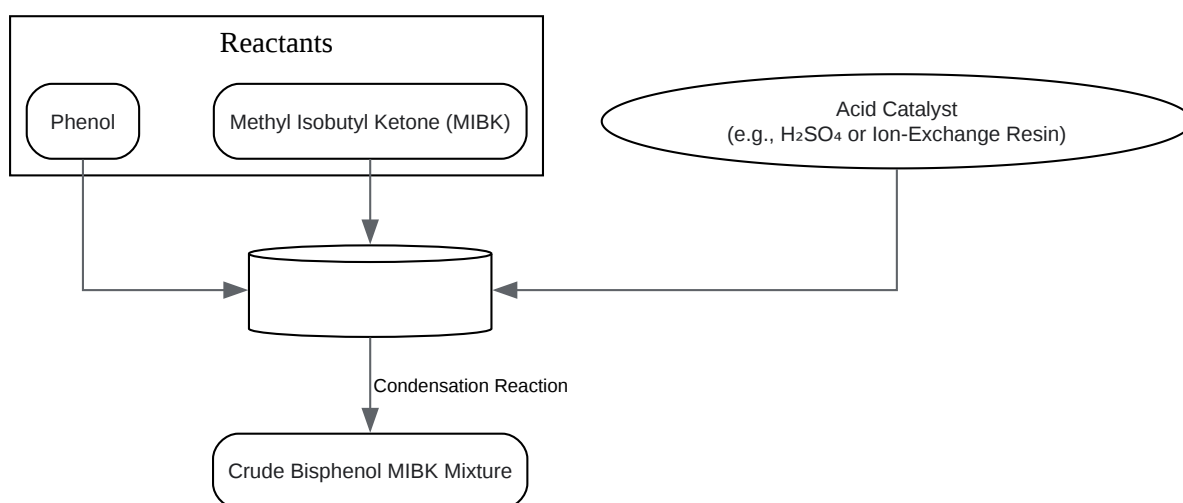 Reactants
Phenol
Methyl Isobutyl Ketone (MIBK)
Acid Catalyst
(e.g., H₂SO₄ or Ion-Exchange Resin)
Condensation Reaction
Crude Bisphenol MIBK Mixture